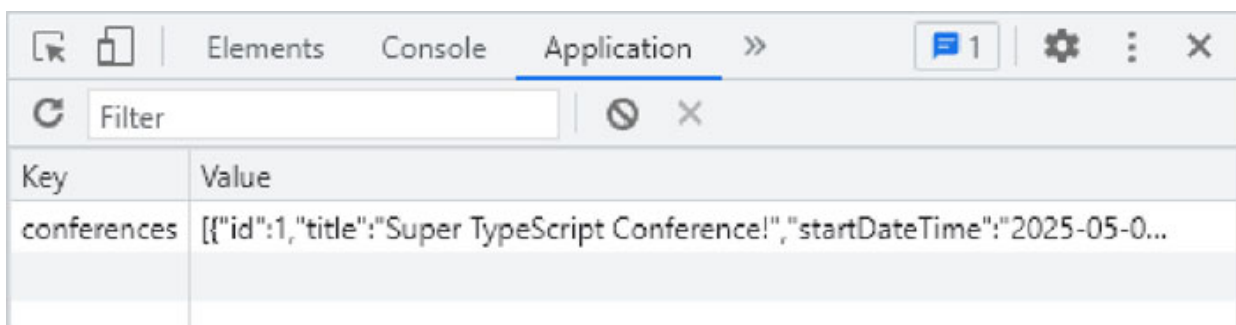 Elements Console Application » 1
Filter
Key Value
conferences [{"id":1,"title":"Super TypeScript Conference!","startDateTime":"2025-05-0...